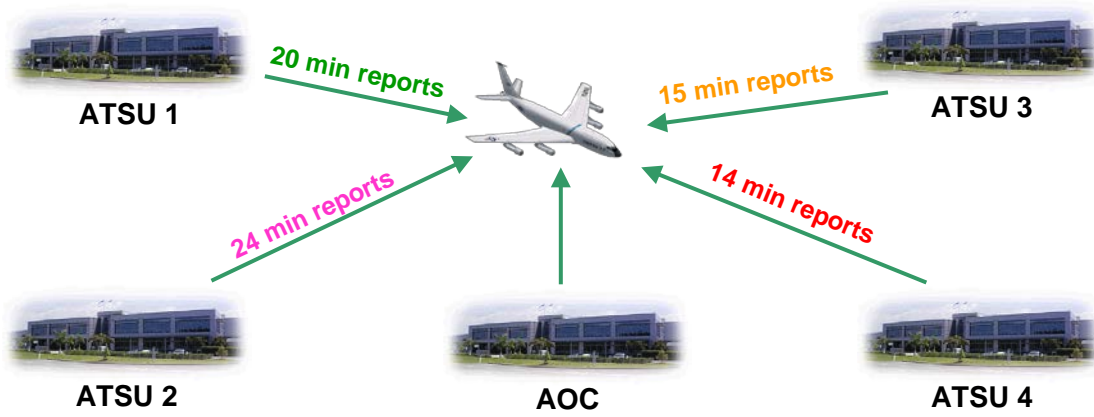 20 min reports
15 min reports
ATSU 1
ATSU 3
24 min reports
14 min reports
ATSU 2
AOC
ATSU 4